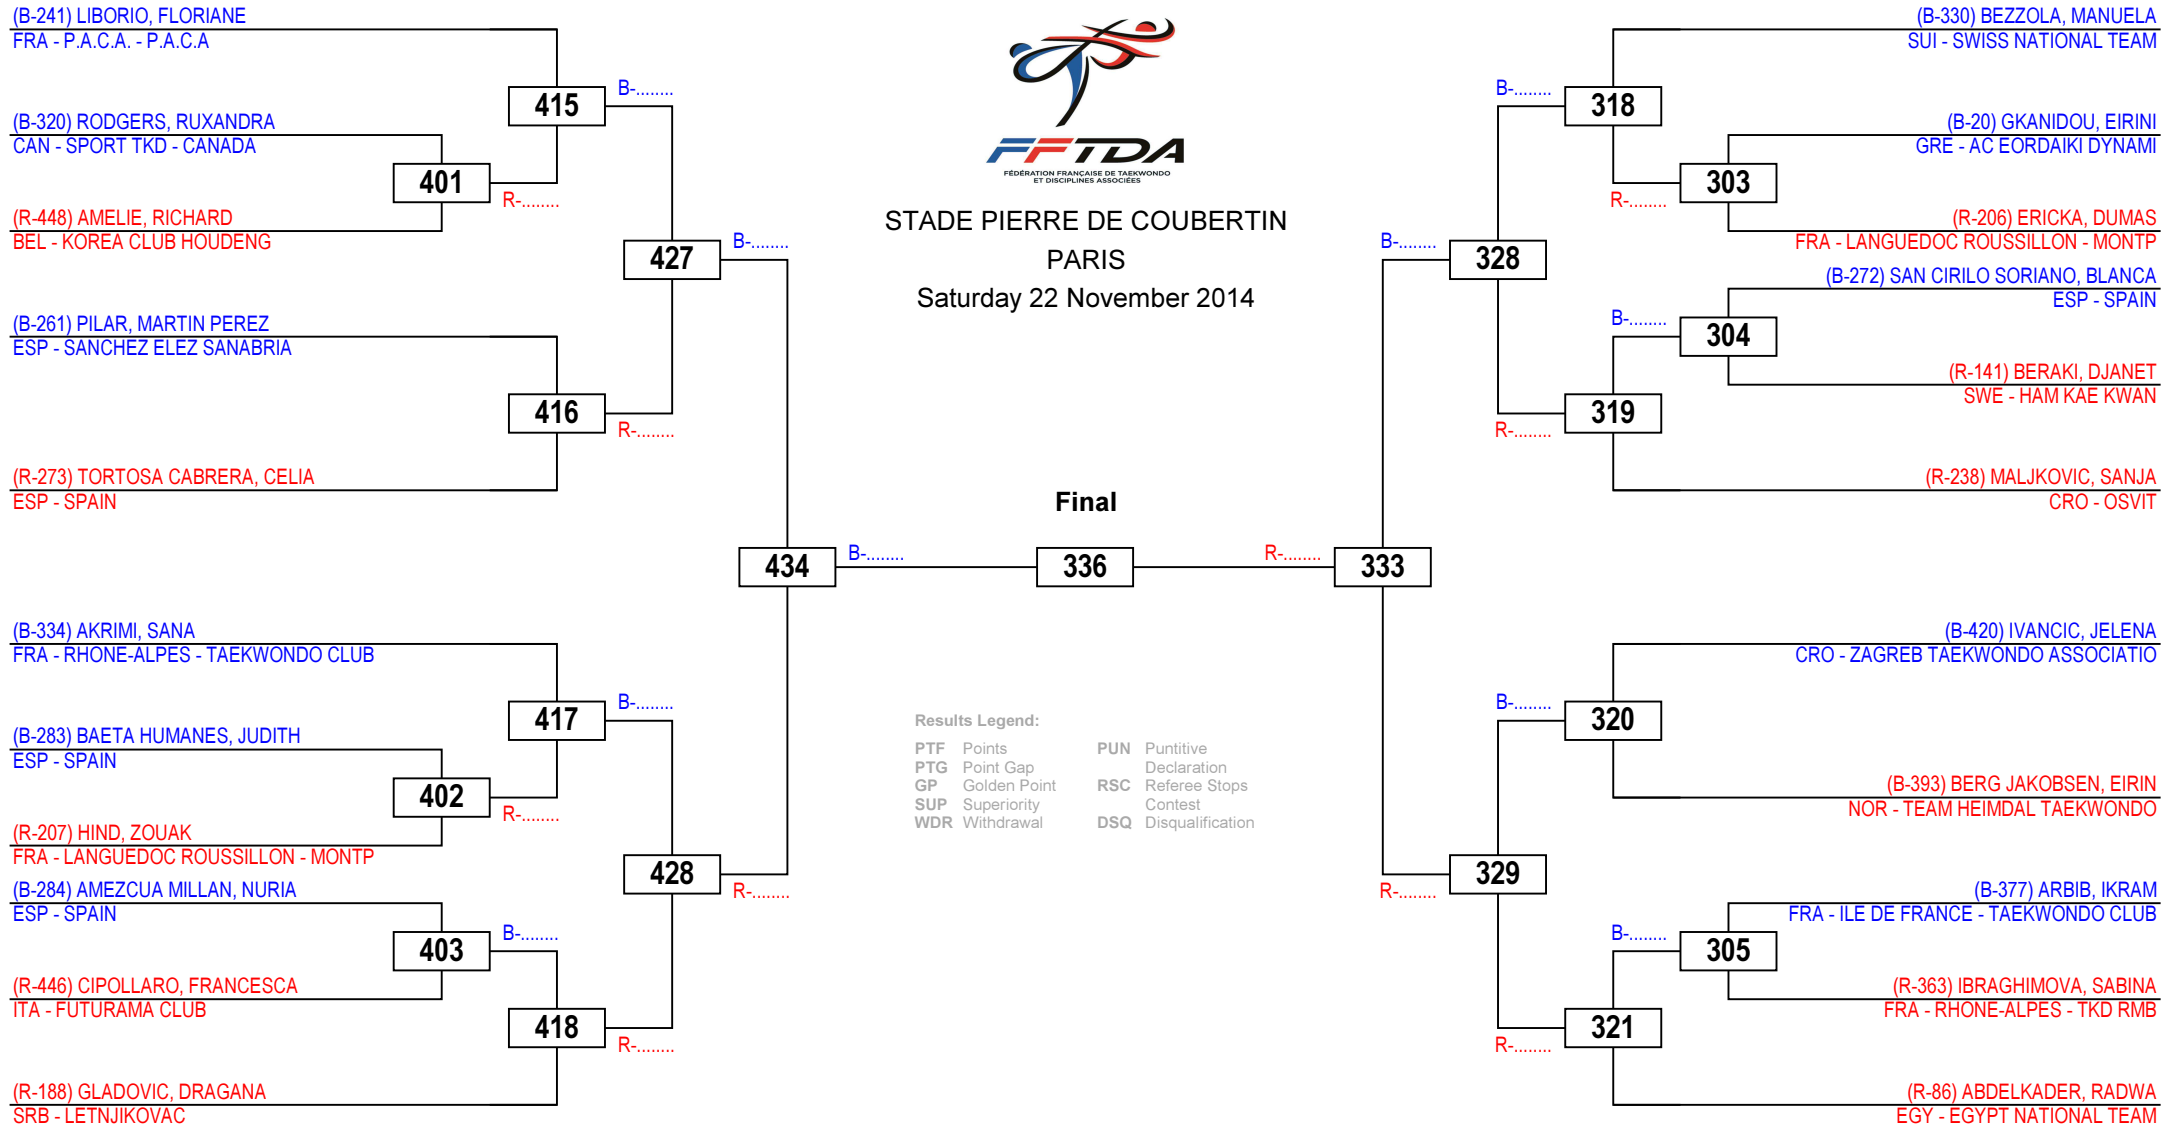 (B-241) LIBORIO, FLORIANE
FRA - P.A.C.A. - P.A.C.A
415
B-........
(B-320) RODGERS, RUXANDRA
CAN - SPORT TKD - CANADA
401
R-........
(R-448) AMELIE, RICHARD
BEL - KOREA CLUB HOUDENG
427
B-........
(B-261) PILAR, MARTIN PEREZ
ESP - SANCHEZ ELEZ SANABRIA
416
R-........
(R-273) TORTOSA CABRERA, CELIA
ESP - SPAIN
434
B-........
(B-334) AKRIMI, SANA
FRA - RHONE-ALPES - TAEKWONDO CLUB
417
B-........
(B-283) BAETA HUMANES, JUDITH
ESP - SPAIN
402
R-........
(R-207) HIND, ZOUAK
FRA - LANGUEDOC ROUSSILLON - MONTP
428
R-........
(B-284) AMEZCUA MILLAN, NURIA
ESP - SPAIN
403
B-........
(R-446) CIPOLLARO, FRANCESCA
ITA - FUTURAMA CLUB
418
R-........
(R-188) GLADOVIC, DRAGANA
SRB - LETNJIKOVAC
FFTDA
FÉDÉRATION FRANÇAISE DE TAEKWONDO
ET DISCIPLINES ASSOCIÉES
STADE PIERRE DE COUBERTIN
PARIS
Saturday 22 November 2014
Final
336
Results Legend:
PTF Points
PTG Point Gap
GP Golden Point
SUP Superiority
WDR Withdrawal
PUN Puntitive
Declaration
RSC Referee Stops
Contest
DSQ Disqualification
(B-330) BEZZOLA, MANUELA
SUI - SWISS NATIONAL TEAM
B-........
318
(B-20) GKANIDOU, EIRINI
GRE - AC EORDAIKI DYNAMI
R-........
303
(R-206) ERICKA, DUMAS
FRA - LANGUEDOC ROUSSILLON - MONTP
B-........
328
(B-272) SAN CIRILO SORIANO, BLANCA
ESP - SPAIN
B-........
304
(R-141) BERAKI, DJANET
SWE - HAM KAE KWAN
R-........
319
(R-238) MALJKOVIC, SANJA
CRO - OSVIT
R-........
333
(B-420) IVANCIC, JELENA
CRO - ZAGREB TAEKWONDO ASSOCIATIO
B-........
320
(B-393) BERG JAKOBSEN, EIRIN
NOR - TEAM HEIMDAL TAEKWONDO
R-........
329
(B-377) ARBIB, IKRAM
FRA - ILE DE FRANCE - TAEKWONDO CLUB
B-........
305
(R-363) IBRAGHIMOVA, SABINA
FRA - RHONE-ALPES - TKD RMB
R-........
321
(R-86) ABDELKADER, RADWA
EGY - EGYPT NATIONAL TEAM